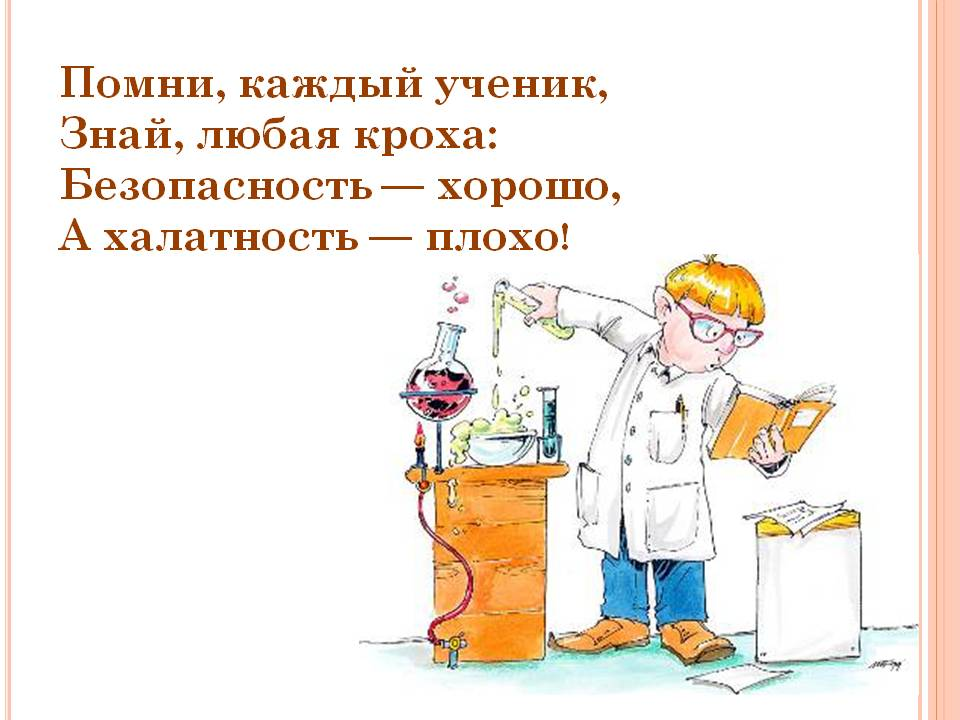 Помни, каждый ученик,
Знай, любая кроха:
Безопасность — хорошо,
А халатность — плохо!